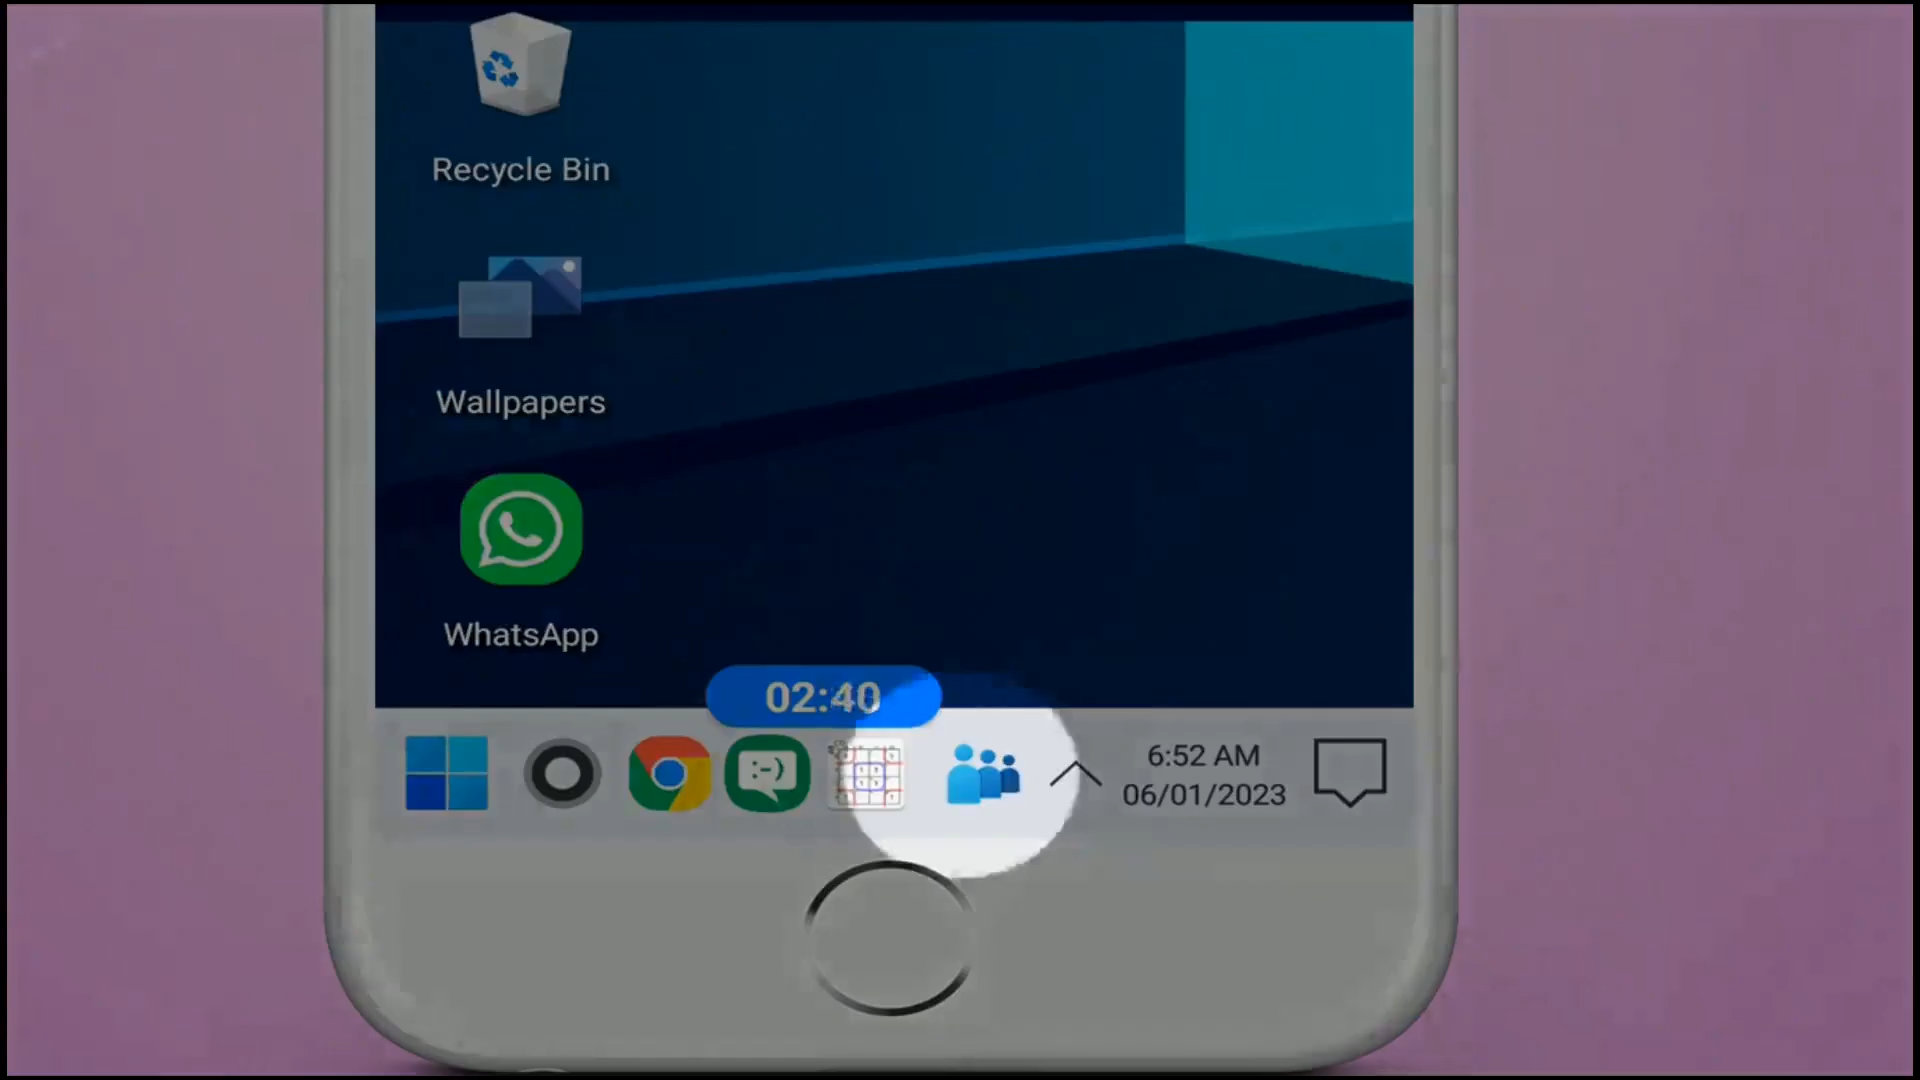 Recycle Bin
Wallpapers
WhatsApp
02:40
:-)
6:52 AM
06/01/2023